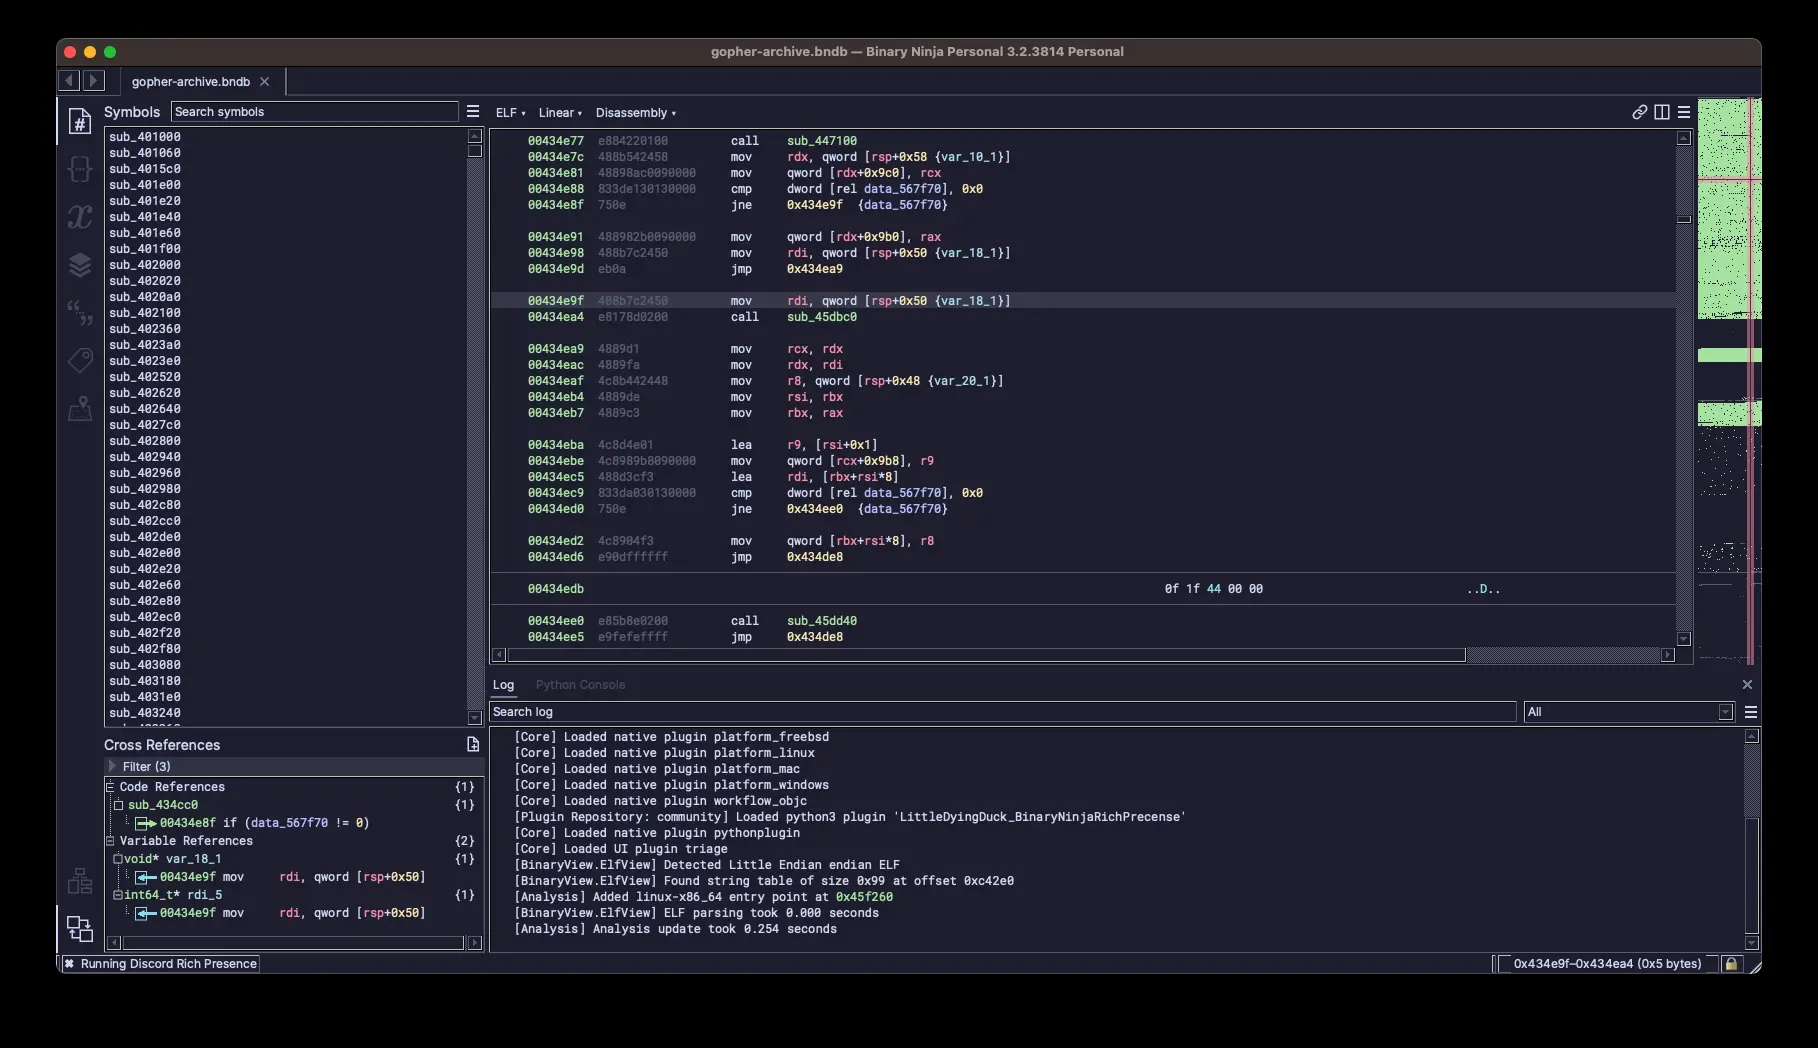 gopher-archive.bndb — Binary Ninja Personal 3.2.3814 Personal
gopher-archive.bndb
Symbols
Search symbols
sub_401000
sub_401060
sub_4015c0
sub_401e00
sub_401e20
sub_401e40
sub_401e60
sub_401f00
sub_402000
sub_402020
sub_4020a0
sub_402100
sub_402360
sub_4023a0
sub_4023e0
sub_402520
sub_402620
sub_402640
sub_4027c0
sub_402800
sub_402940
sub_402960
sub_402980
sub_402c80
sub_402cc0
sub_402de0
sub_402e00
sub_402e20
sub_402e60
sub_402e80
sub_402ec0
sub_402f20
sub_402f80
sub_403080
sub_403180
sub_4031e0
sub_403240
Cross References
Filter (3)
Code References {1}
sub_434cc0 {1}
00434e8f if (data_567f70 != 0)
Variable References {2}
void* var_18_1 {1}
00434e9f mov rdi, qword [rsp+0x50]
int64_t* rdi_5 {1}
00434e9f mov rdi, qword [rsp+0x50]
ELF Linear Disassembly
00434e77 e884220100 call sub_447100
00434e7c 488b542458 mov rdx, qword [rsp+0x58 {var_10_1}]
00434e81 48898ac0090000 mov qword [rdx+0x9c0], rcx
00434e88 833de130130000 cmp dword [rel data_567f70], 0x0
00434e8f 750e jne 0x434e9f {data_567f70}
00434e91 488982b0090000 mov qword [rdx+0x9b0], rax
00434e98 488b7c2450 mov rdi, qword [rsp+0x50 {var_18_1}]
00434e9d eb0a jmp 0x434ea9
00434e9f 488b7c2450 mov rdi, qword [rsp+0x50 {var_18_1}]
00434ea4 e8178d0200 call sub_45dbc0
00434ea9 4889d1 mov rcx, rdx
00434eac 4889fa mov rdx, rdi
00434eaf 4c8b442448 mov r8, qword [rsp+0x48 {var_20_1}]
00434eb4 4889de mov rsi, rbx
00434eb7 4889c3 mov rbx, rax
00434eba 4c8d4e01 lea r9, [rsi+0x1]
00434ebe 4c8989b8090000 mov qword [rcx+0x9b8], r9
00434ec5 488d3cf3 lea rdi, [rbx+rsi*8]
00434ec9 833da030130000 cmp dword [rel data_567f70], 0x0
00434ed0 750e jne 0x434ee0 {data_567f70}
00434ed2 4c8904f3 mov qword [rbx+rsi*8], r8
00434ed6 e90dffffff jmp 0x434de8
00434edb 0f 1f 44 00 00 ..D..
00434ee0 e85b8e0200 call sub_45dd40
00434ee5 e9fefeffff jmp 0x434de8
Log Python Console
Search log All
[Core] Loaded native plugin platform_freebsd
[Core] Loaded native plugin platform_linux
[Core] Loaded native plugin platform_mac
[Core] Loaded native plugin platform_windows
[Core] Loaded native plugin workflow_objc
[Plugin Repository: community] Loaded python3 plugin 'LittleDyingDuck_BinaryNinjaRichPrecense'
[Core] Loaded native plugin pythonplugin
[Core] Loaded UI plugin triage
[BinaryView.ElfView] Detected Little Endian endian ELF
[BinaryView.ElfView] Found string table of size 0x99 at offset 0xc42e0
[Analysis] Added linux-x86_64 entry point at 0x45f260
[BinaryView.ElfView] ELF parsing took 0.000 seconds
[Analysis] Analysis update took 0.254 seconds
Running Discord Rich Presence
0x434e9f–0x434ea4 (0x5 bytes)